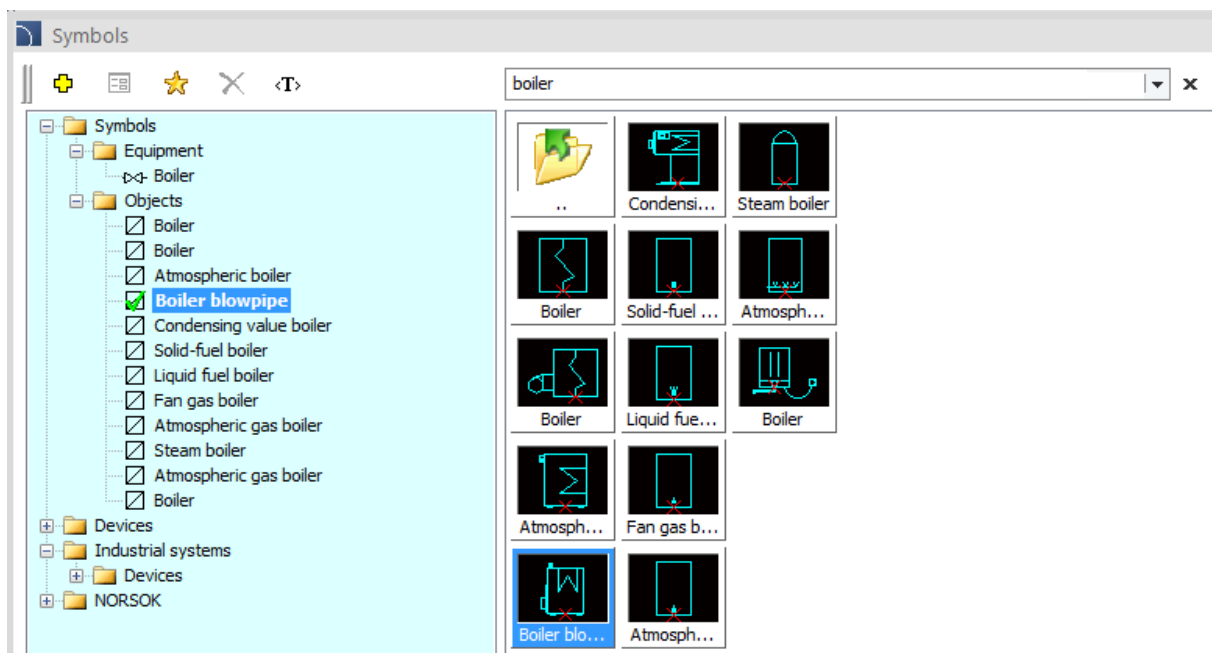 Symbols
<T>
boiler
x
Symbols
Equipment
Boiler
Objects
Boiler
Boiler
Atmospheric boiler
Boiler blowpipe
Condensing value boiler
Solid-fuel boiler
Liquid fuel boiler
Fan gas boiler
Atmospheric gas boiler
Steam boiler
Atmospheric gas boiler
Boiler
Devices
Industrial systems
Devices
NORSOK
..
Condensi...
Steam boiler
Boiler
Solid-fuel ...
Atmosph...
Boiler
Liquid fue...
Boiler
Atmosph...
Fan gas b...
Boiler blo...
Atmosph...